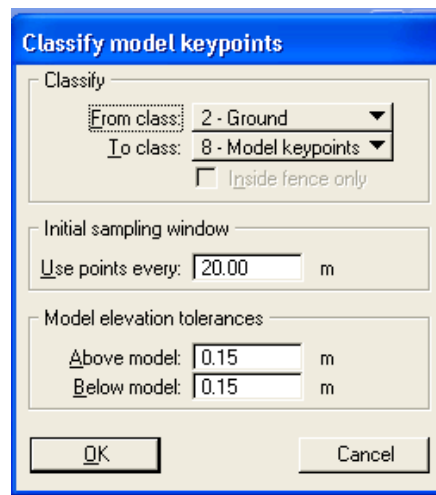 Classify model keypoints
Classify
From class: 2 - Ground
To class: 8 - Model keypoints
Inside fence only
Initial sampling window
Use points every: 20.00 m
Model elevation tolerances
Above model: 0.15 m
Below model: 0.15 m
OK Cancel